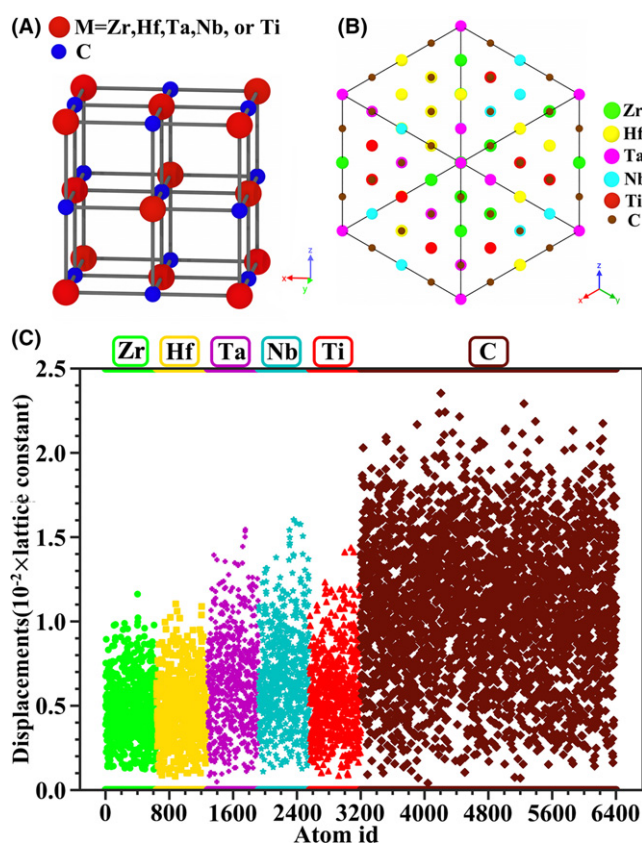 (A)
M=Zr,Hf,Ta,Nb, or Ti
C
z
x
y
(B)
Zr
Hf
Ta
Nb
Ti
C
z
x
y
(C)
Zr
Hf
Ta
Nb
Ti
C
Displacements(10⁻²×lattice constant)
2.5
2.0
1.5
1.0
0.5
0.0
0 800 1600 2400 3200 4000 4800 5600 6400
Atom id